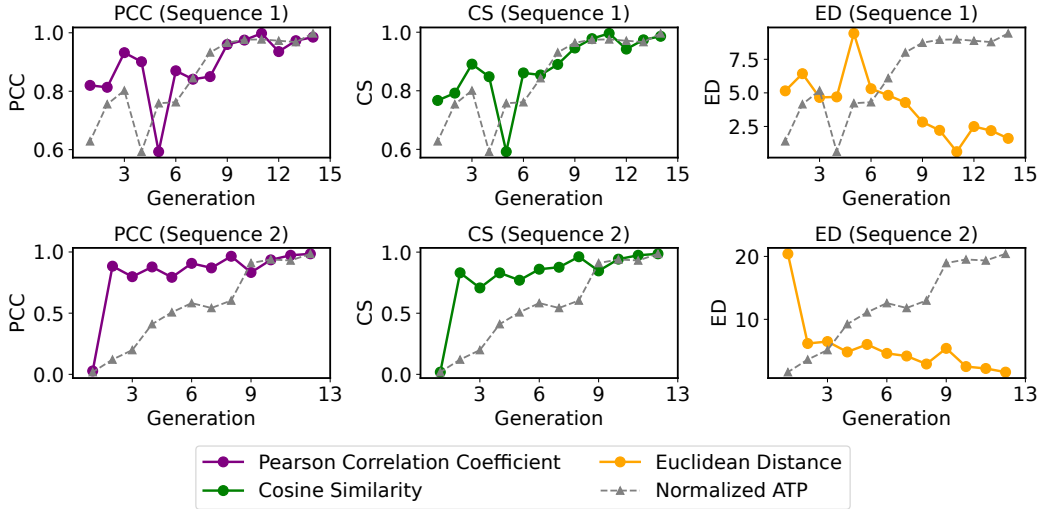 PCC (Sequence 1)
1.0
0.8
0.6
PCC
3
6
9
12
15
Generation
CS (Sequence 1)
1.0
0.8
0.6
CS
3
6
9
12
15
Generation
ED (Sequence 1)
7.5
5.0
2.5
ED
3
6
9
12
15
Generation
PCC (Sequence 2)
1.0
0.5
0.0
PCC
3
6
9
13
Generation
CS (Sequence 2)
1.0
0.5
0.0
CS
3
6
9
13
Generation
ED (Sequence 2)
20
10
ED
3
6
9
13
Generation
Pearson Correlation Coefficient
Cosine Similarity
Euclidean Distance
Normalized ATP